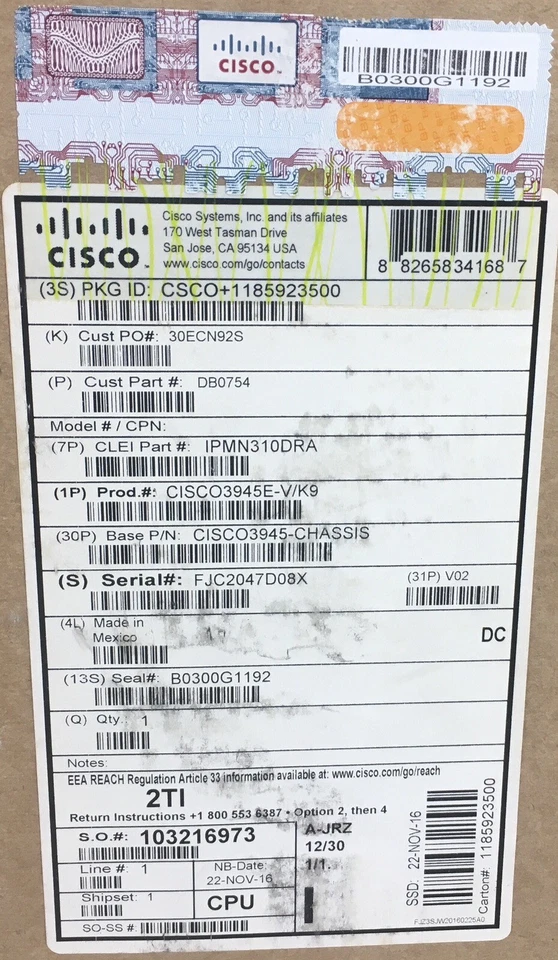 CISCO
B0300G1192
CISCO
Cisco Systems, Inc. and its affiliates
170 West Tasman Drive
San Jose, CA 95134 USA
www.cisco.com/go/contacts
8 8265834168 7
(3S) PKG ID: CSCO+1185923500
(K) Cust PO#: 30ECN92S
(P) Cust Part #: DB0754
Model # / CPN:
(7P) CLEI Part #: IPMN310DRA
(1P) Prod.#: CISCO3945E-V/K9
(30P) Base P/N: CISCO3945-CHASSIS
(S) Serial#: FJC2047D08X
(31P) V02
(4L) Made in
Mexico
DC
(13S) Seal#: B0300G1192
(Q) Qty. 1
Notes:
EEA REACH Regulation Article 33 information available at: www.cisco.com/go/reach
2TI
Return Instructions +1 800 553 6387 • Option 2, then 4
S.O.#: 103216973
A-JRZ
12/30
1/1.
Line #: 1
NB-Date:
22-NOV-16
Shipset: 1
CPU
SO-SS #:
SSD: 22-NOV-16
Carton# 1185923500
FJZ3SJW20160225A0